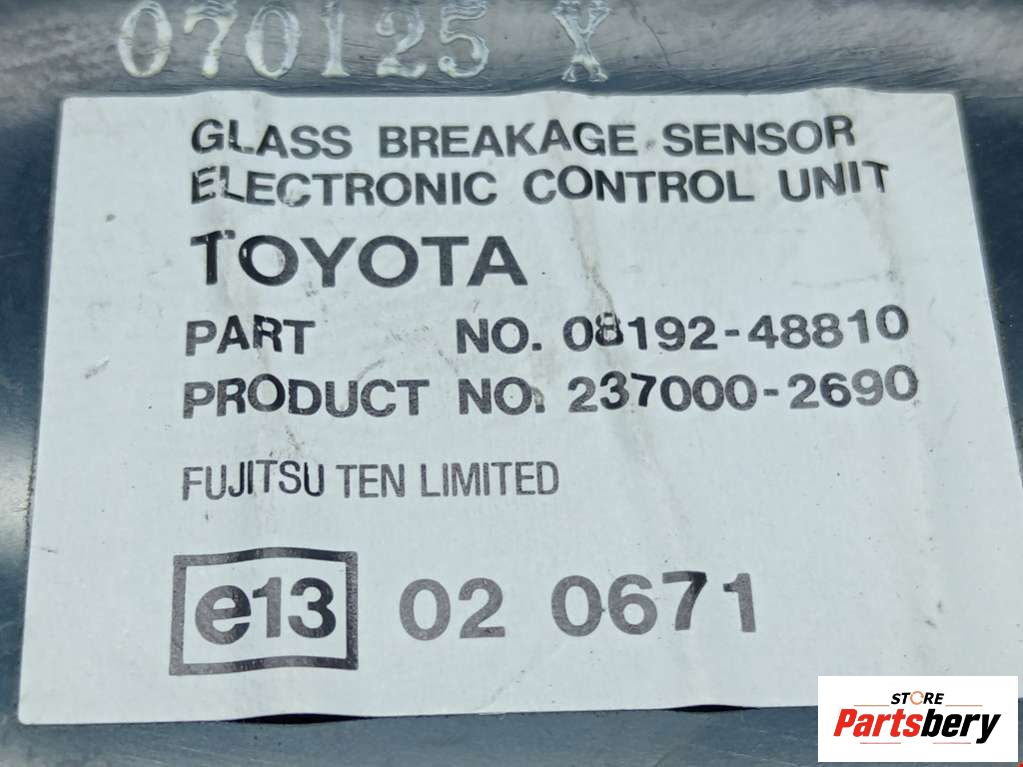 070125 X
GLASS BREAKAGE SENSOR
ELECTRONIC CONTROL UNIT
TOYOTA
PART NO. 08192-48810
PRODUCT NO. 237000-2690
FUJITSU TEN LIMITED
e13 02 0671
STORE
Partsbery